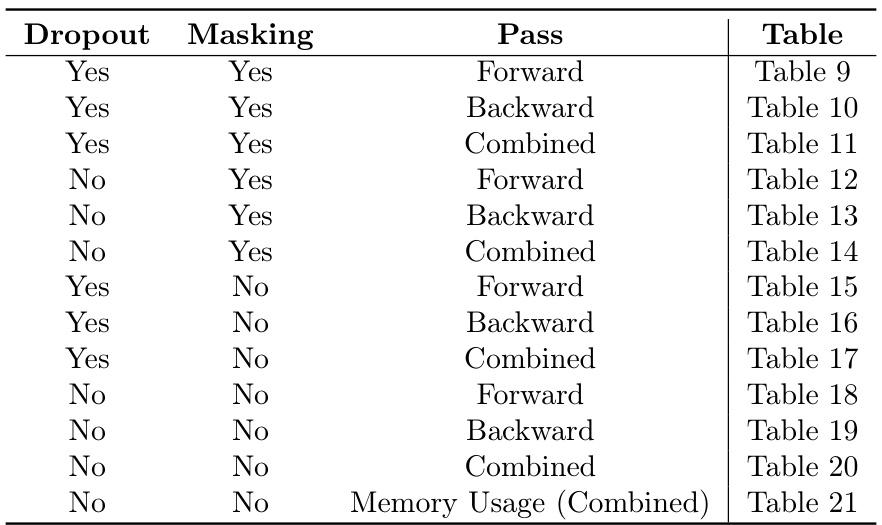 Dropout Masking Pass Table
Yes Yes Forward Table 9
Yes Yes Backward Table 10
Yes Yes Combined Table 11
No Yes Forward Table 12
No Yes Backward Table 13
No Yes Combined Table 14
Yes No Forward Table 15
Yes No Backward Table 16
Yes No Combined Table 17
No No Forward Table 18
No No Backward Table 19
No No Combined Table 20
No No Memory Usage (Combined) Table 21